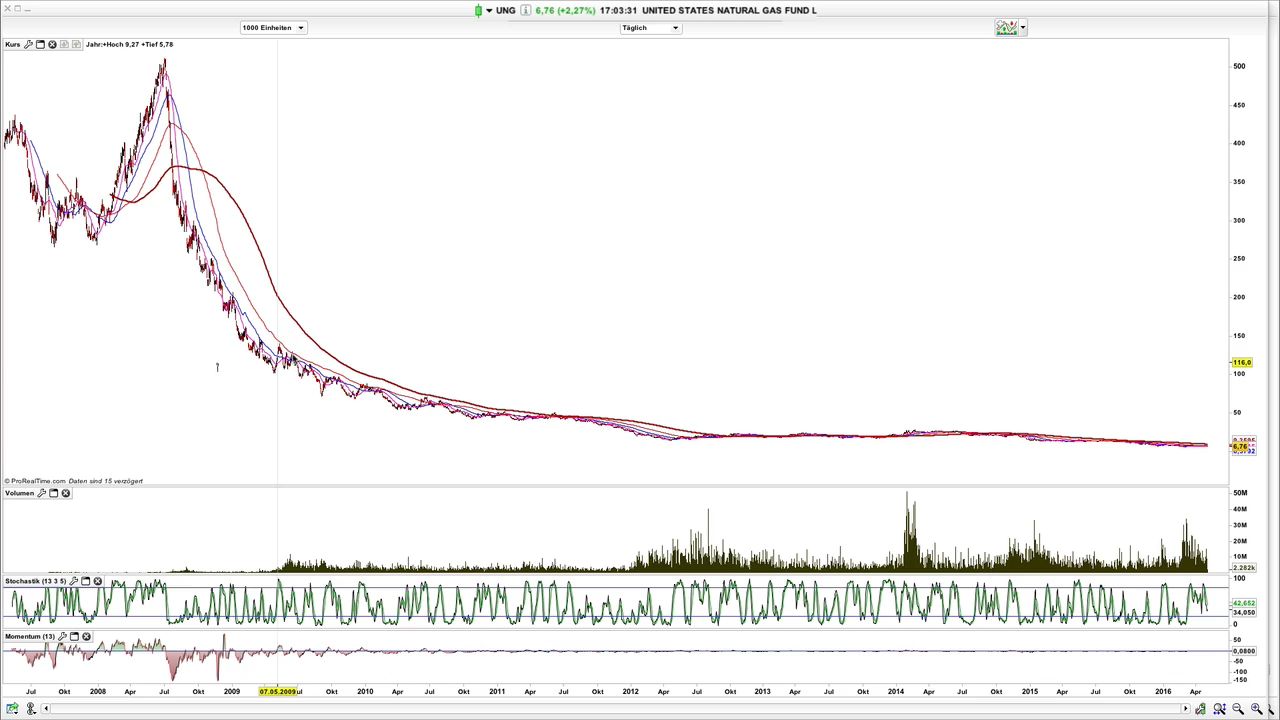 UNG 6,76 (+2,27%) 17:03:31 UNITED STATES NATURAL GAS FUND L
1000 Einheiten Täglich
Kurs Jahr:+Hoch 9,27 +Tief 5,78
500
450
400
350
300
250
200
150
116,0
100
50
6,76
© ProRealTime.com Daten sind 15 verzögert
Volumen
50M
40M
30M
20M
10M
2.282k
Stochastik (13 3 5)
100
42,652
34,050
0
Momentum (13)
50
0,0800
-50
-100
-150
Jul Okt 2008 Apr Jul Okt 2009 07.05.2009 Okt 2010 Apr Jul Okt 2011 Apr Jul Okt 2012 Apr Jul Okt 2013 Apr Jul Okt 2014 Apr Jul Okt 2015 Apr Jul Okt 2016 Apr